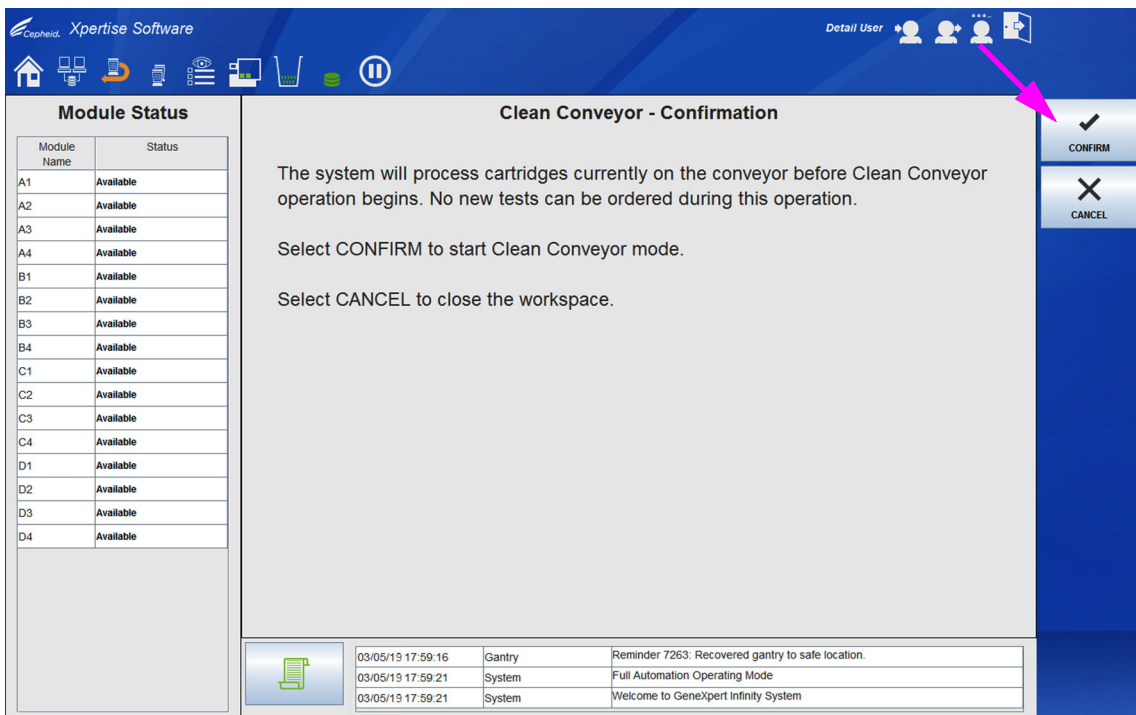 Cepheid. Xpertise Software
Detail User
Module Status
Module Name Status
A1 Available
A2 Available
A3 Available
A4 Available
B1 Available
B2 Available
B3 Available
B4 Available
C1 Available
C2 Available
C3 Available
C4 Available
D1 Available
D2 Available
D3 Available
D4 Available
Clean Conveyor - Confirmation
The system will process cartridges currently on the conveyor before Clean Conveyor
operation begins. No new tests can be ordered during this operation.
Select CONFIRM to start Clean Conveyor mode.
Select CANCEL to close the workspace.
CONFIRM
CANCEL
03/05/19 17:59:16 Gantry Reminder 7263: Recovered gantry to safe location.
03/05/19 17:59:21 System Full Automation Operating Mode
03/05/19 17:59:21 System Welcome to GeneXpert Infinity System